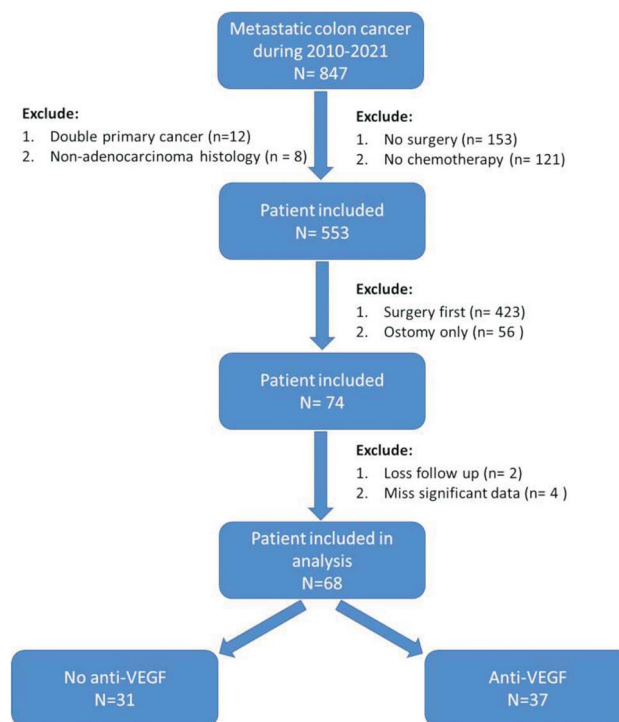 Metastatic colon cancer
during 2010-2021
N= 847
Exclude:
1. Double primary cancer (n=12)
2. Non-adenocarcinoma histology (n = 8)
Exclude:
1. No surgery (n= 153)
2. No chemotherapy (n= 121)
Patient included
N= 553
Exclude:
1. Surgery first (n= 423)
2. Ostomy only (n= 56 )
Patient included
N= 74
Exclude:
1. Loss follow up (n= 2)
2. Miss significant data (n= 4 )
Patient included in
analysis
N=68
No anti-VEGF
N=31
Anti-VEGF
N=37